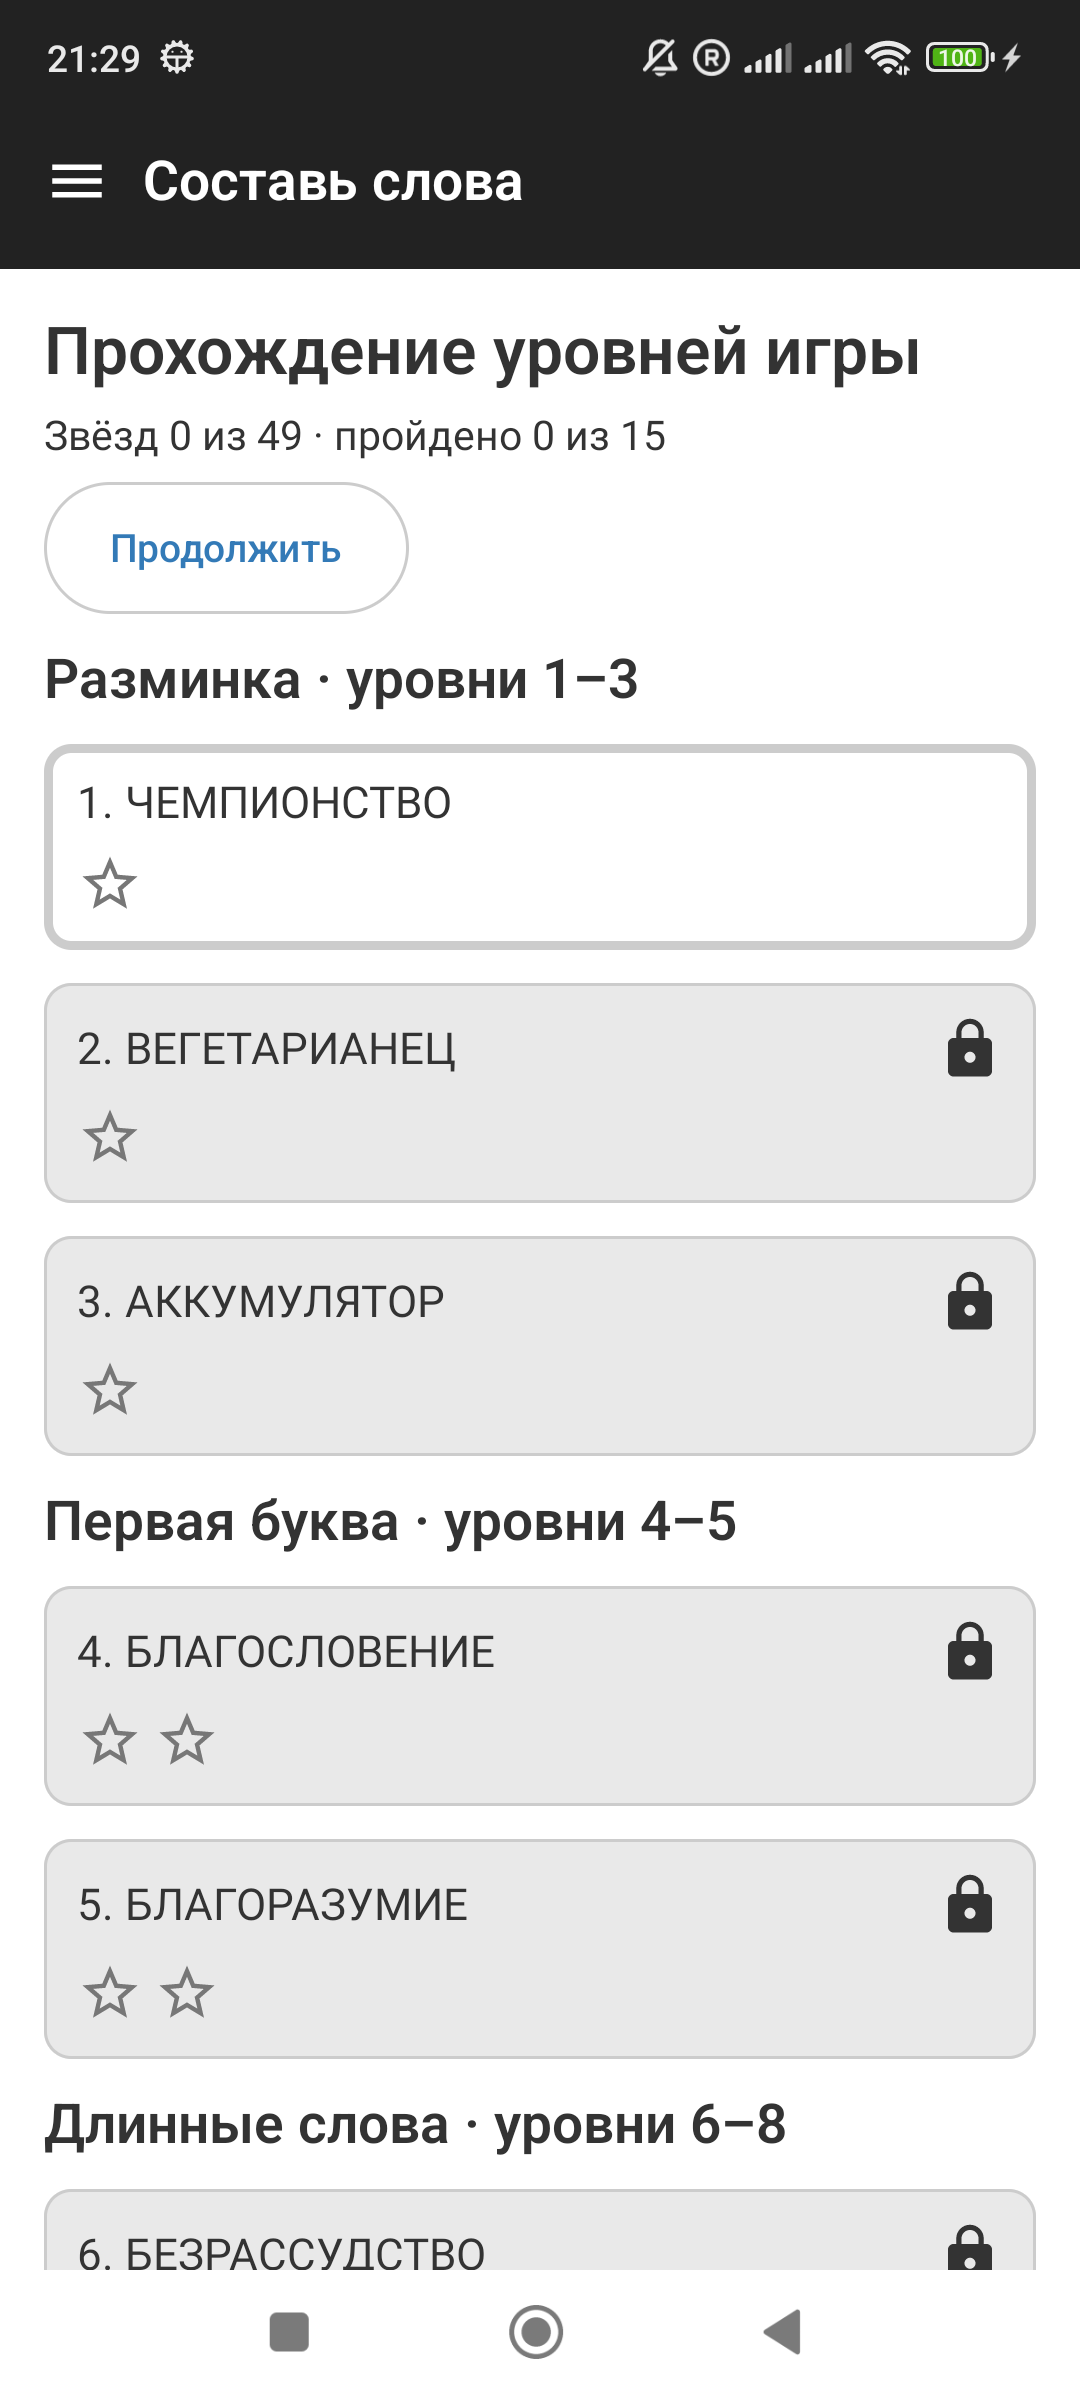 21:29
100
Составь слова
Прохождение уровней игры
Звёзд 0 из 49 · пройдено 0 из 15
Продолжить
Разминка · уровни 1–3
1. ЧЕМПИОНСТВО
2. ВЕГЕТАРИАНЕЦ
3. АККУМУЛЯТОР
Первая буква · уровни 4–5
4. БЛАГОСЛОВЕНИЕ
5. БЛАГОРАЗУМИЕ
Длинные слова · уровни 6–8
6. БЕЗРАССУДСТВО